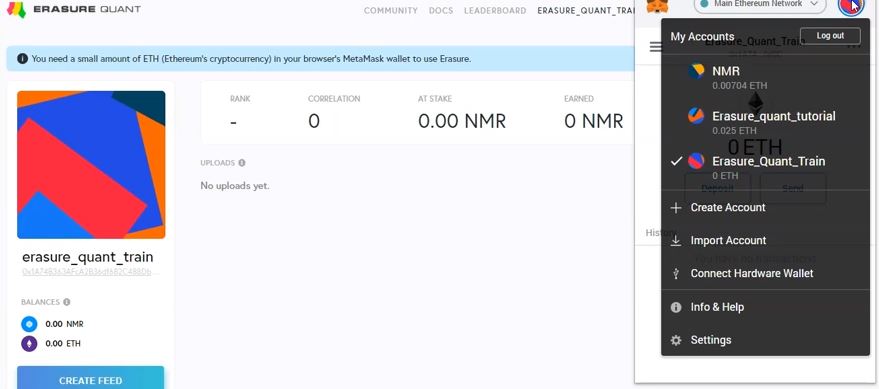 ERASURE QUANT
COMMUNITY DOCS LEADERBOARD ERASURE_QUANT_TRAI
You need a small amount of ETH (Ethereum's cryptocurrency) in your browser's MetaMask wallet to use Erasure.
RANK CORRELATION AT STAKE EARNED
- 0 0.00 NMR 0 NMR
UPLOADS
No uploads yet.
erasure_quant_train
BALANCES
0.00 NMR
0.00 ETH
CREATE FEED
Main Ethereum Network
My Accounts
Log out
Erasure_Quant_Train
NMR
0.00704 ETH
Erasure_quant_tutorial
0.025 ETH
0 ETH
Erasure_Quant_Train
0 ETH
Deposit Send
Create Account
History
Import Account
You have no transactions
Connect Hardware Wallet
Info & Help
Settings